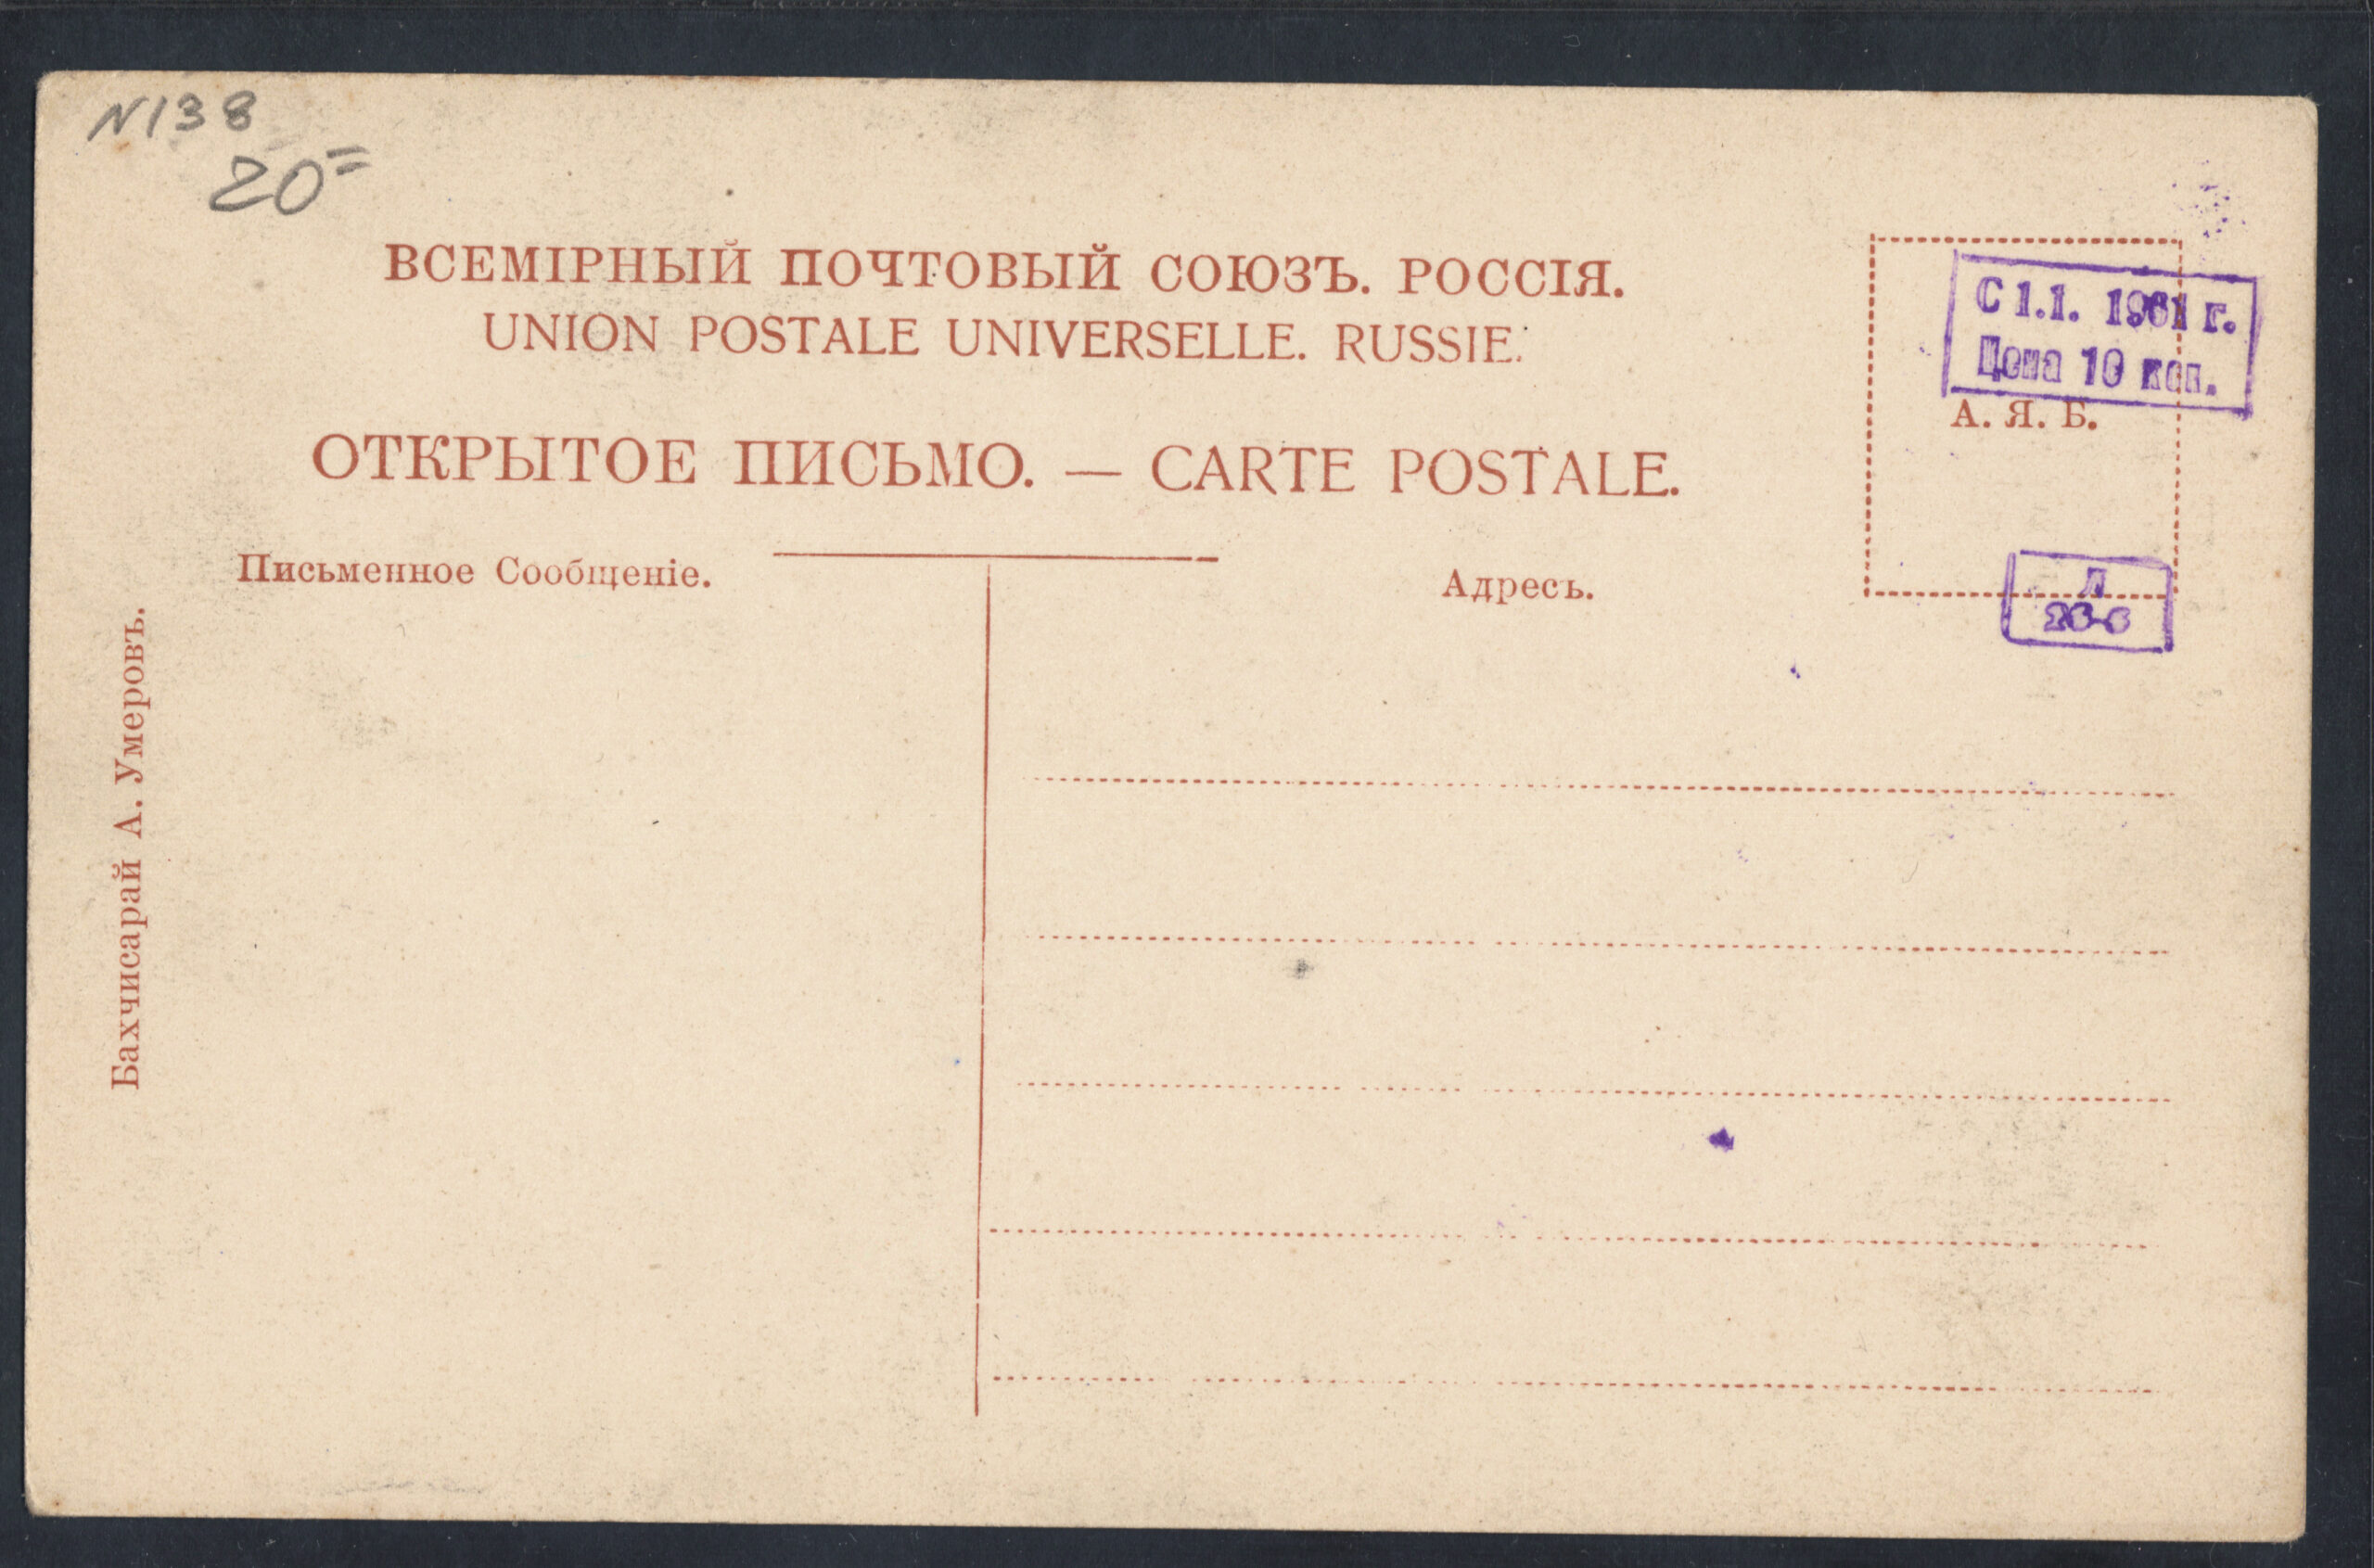 N138
20=
ВСЕМІРНЫЙ ПОЧТОВЫЙ СОЮЗЪ. РОССІЯ.
UNION POSTALE UNIVERSELLE. RUSSIE.
С 1.1. 1961 г.
Цена 10 коп.
А. Я. Б.
ОТКРЫТОЕ ПИСЬМО. — CARTE POSTALE.
Письменное Сообщеніе.
Адресъ.
Л
Бахчисарай А. Умеровъ.